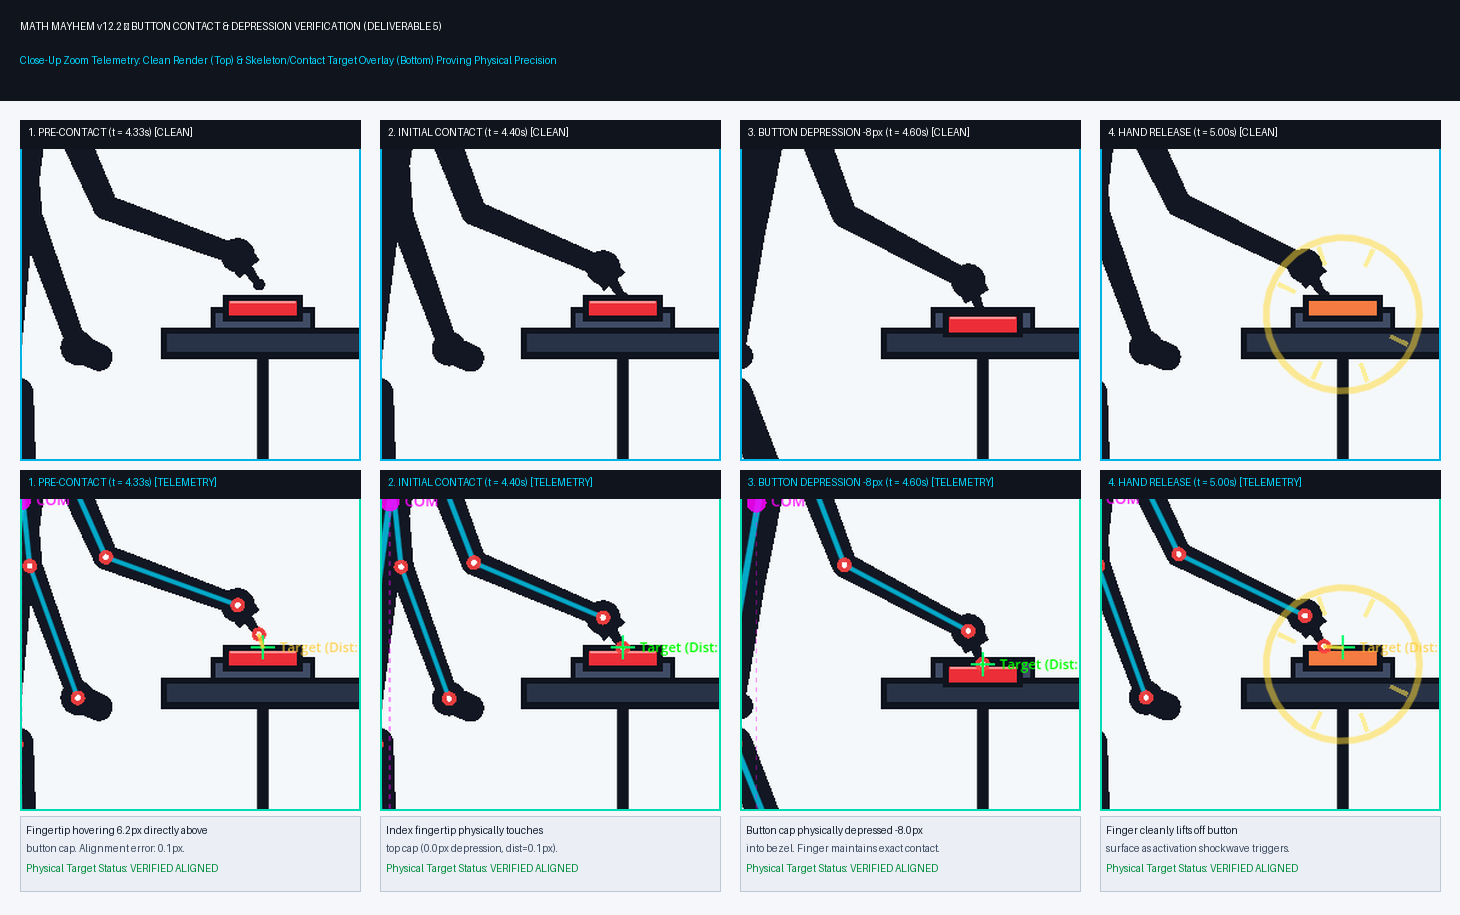 MATH MAYHEM v12.2 ▯ BUTTON CONTACT & DEPRESSION VERIFICATION (DELIVERABLE 5)
Close-Up Zoom Telemetry: Clean Render (Top) & Skeleton/Contact Target Overlay (Bottom) Proving Physical Precision
1. PRE-CONTACT (t = 4.33s) [CLEAN]
2. INITIAL CONTACT (t = 4.40s) [CLEAN]
3. BUTTON DEPRESSION -8px (t = 4.60s) [CLEAN]
4. HAND RELEASE (t = 5.00s) [CLEAN]
1. PRE-CONTACT (t = 4.33s) [TELEMETRY]
COM
Target (Dist:
2. INITIAL CONTACT (t = 4.40s) [TELEMETRY]
COM
Target (Dist:
3. BUTTON DEPRESSION -8px (t = 4.60s) [TELEMETRY]
COM
Target (Dist:
4. HAND RELEASE (t = 5.00s) [TELEMETRY]
COM
Target (Dist:
Fingertip hovering 6.2px directly above
button cap. Alignment error: 0.1px.
Physical Target Status: VERIFIED ALIGNED
Index fingertip physically touches
top cap (0.0px depression, dist=0.1px).
Physical Target Status: VERIFIED ALIGNED
Button cap physically depressed -8.0px
into bezel. Finger maintains exact contact.
Physical Target Status: VERIFIED ALIGNED
Finger cleanly lifts off button
surface as activation shockwave triggers.
Physical Target Status: VERIFIED ALIGNED